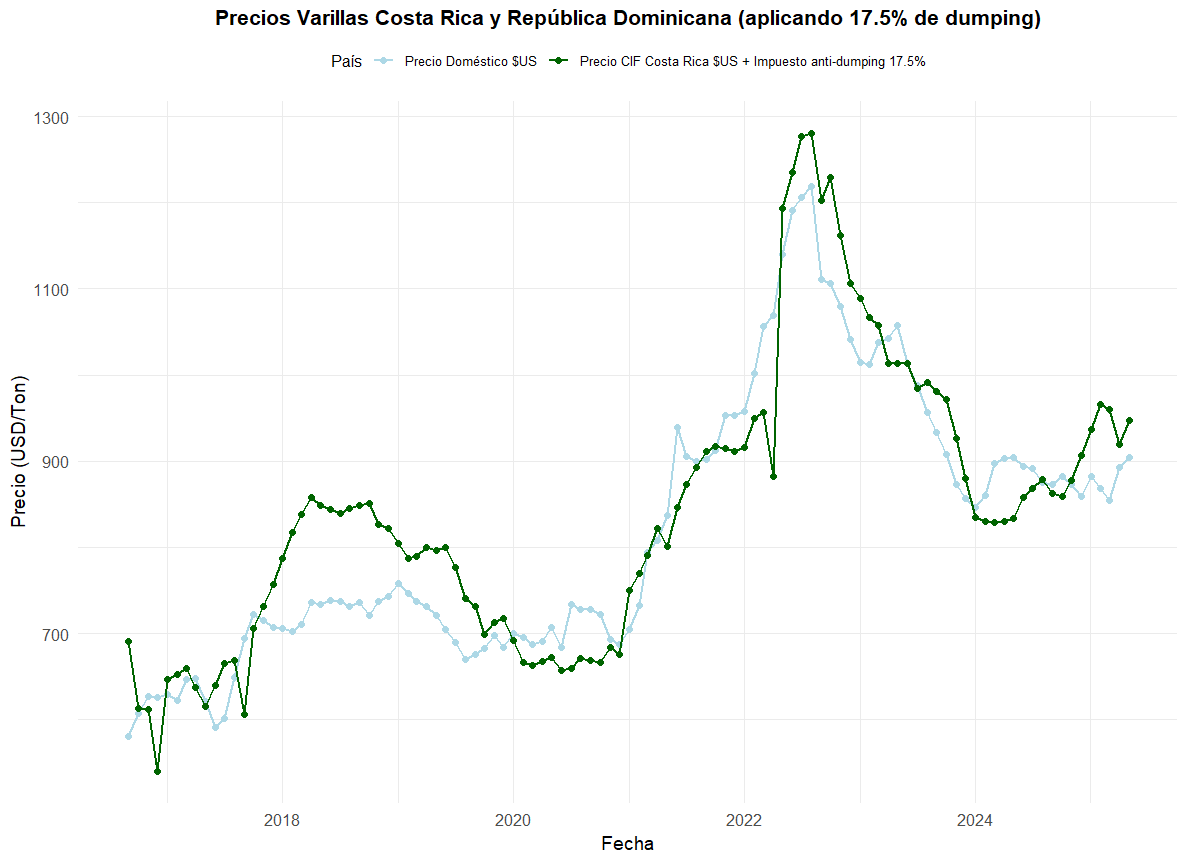 Precios Varillas Costa Rica y República Dominicana (aplicando 17.5% de dumping)
País Precio Doméstico $US Precio CIF Costa Rica $US + Impuesto anti-dumping 17.5%
Precio (USD/Ton)
1300
1100
900
700
2018 2020 2022 2024
Fecha